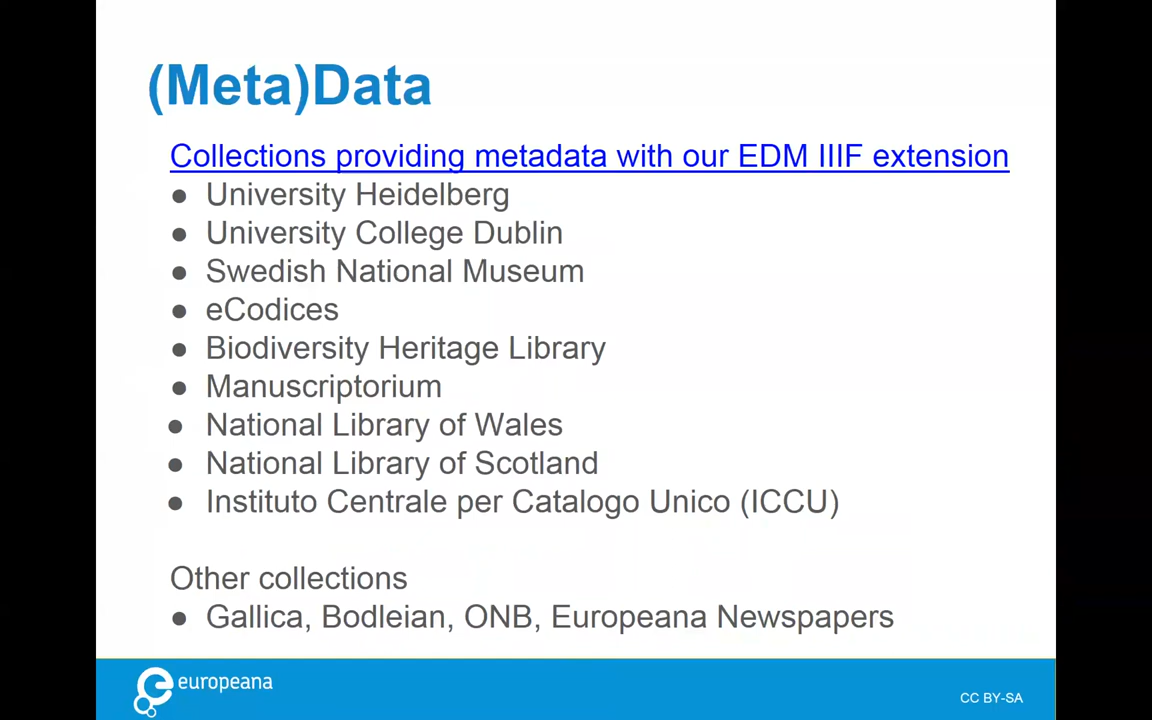 (Meta)Data
Collections providing metadata with our EDM IIIF extension
● University Heidelberg
● University College Dublin
● Swedish National Museum
● eCodices
● Biodiversity Heritage Library
● Manuscriptorium
● National Library of Wales
● National Library of Scotland
● Instituto Centrale per Catalogo Unico (ICCU)
Other collections
● Gallica, Bodleian, ONB, Europeana Newspapers
europeana
CC BY-SA